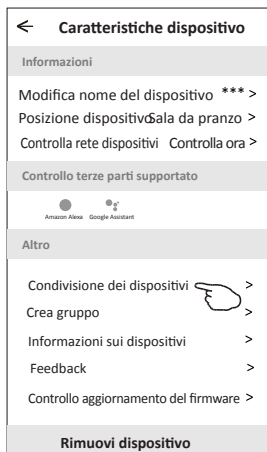 ← Caratteristiche dispositivo
Informazioni
Modifica nome del dispositivo *** >
Posizione dispositivo Sala da pranzo >
Controlla rete dispositivi Controlla ora >
Controllo terze parti supportato
Amazon Alexa Google Assistant
Altro
Condivisione dei dispositivi >
Crea gruppo >
Informazioni sui dispositivi >
Feedback >
Controllo aggiornamento del firmware >
Rimuovi dispositivo